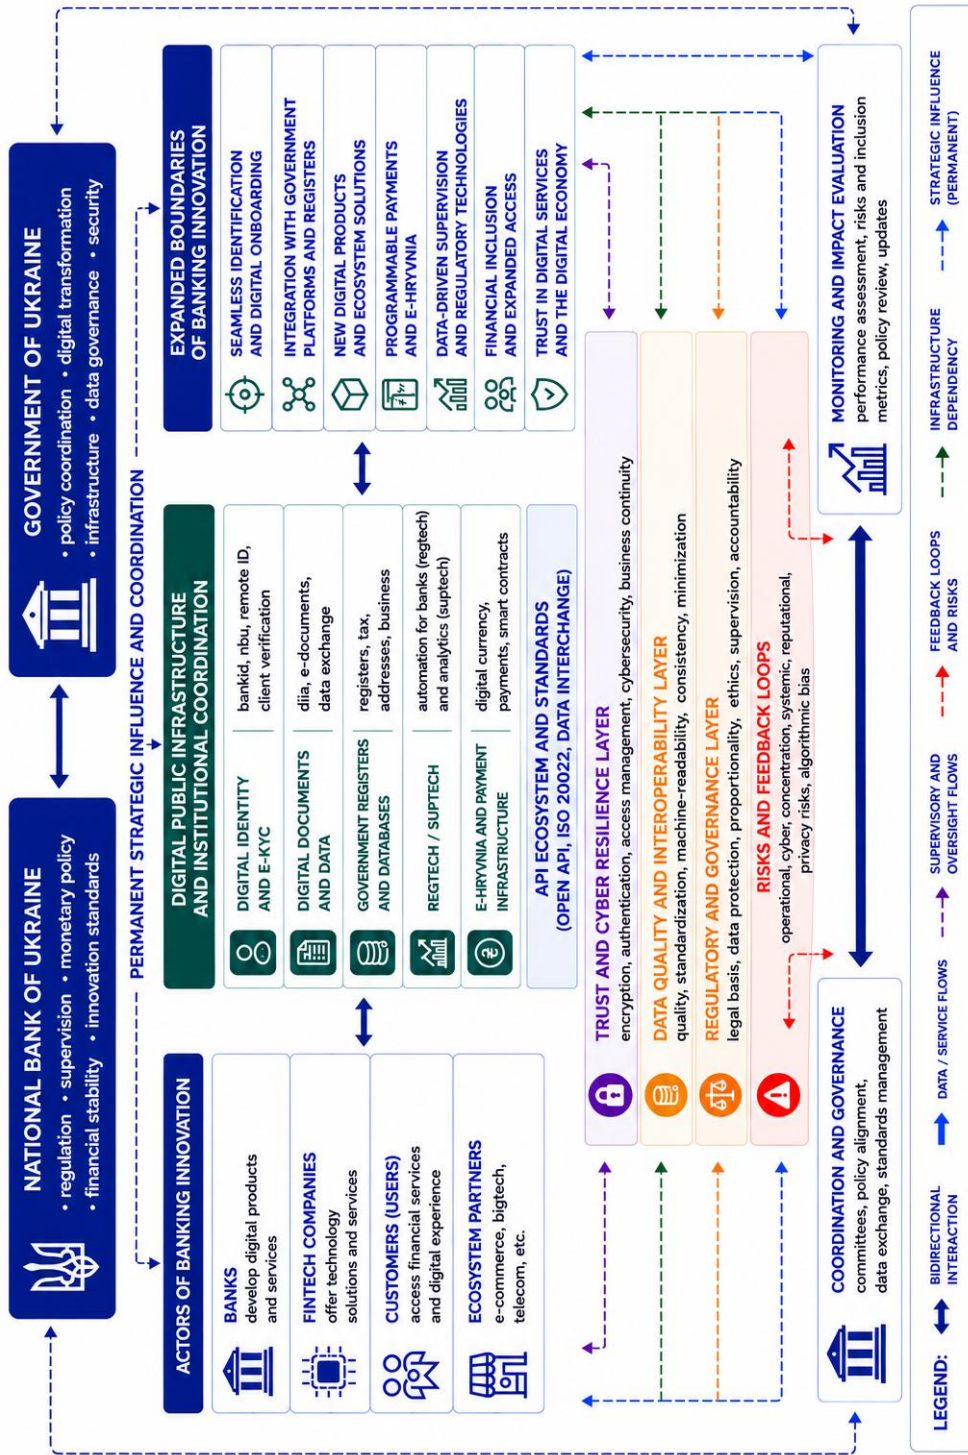 NATIONAL BANK OF UKRAINE
• regulation • supervision • monetary policy
• financial stability • innovation standards
GOVERNMENT OF UKRAINE
• policy coordination • digital transformation
• infrastructure • data governance • security
PERMANENT STRATEGIC INFLUENCE AND COORDINATION
ACTORS OF BANKING INNOVATION
BANKS
develop digital products
and services
FINTECH COMPANIES
offer technology
solutions and services
CUSTOMERS (USERS)
access financial services
and digital experience
ECOSYSTEM PARTNERS
e-commerce, bigtech,
telecom, etc.
DIGITAL PUBLIC INFRASTRUCTURE
AND INSTITUTIONAL COORDINATION
DIGITAL IDENTITY
AND E-KYC
bankid, nbu, remote ID,
client verification
DIGITAL DOCUMENTS
AND DATA
diia, e-documents,
data exchange
GOVERNMENT REGISTERS
AND DATABASES
registers, tax,
addresses, business
REGTECH / SUPTECH
automation for banks (regtech)
and analytics (suptech)
E-HRYVNIA AND PAYMENT
INFRASTRUCTURE
digital currency,
payments, smart contracts
API ECOSYSTEM AND STANDARDS
(OPEN API, ISO 20022, DATA INTERCHANGE)
EXPANDED BOUNDARIES
OF BANKING INNOVATION
SEAMLESS IDENTIFICATION
AND DIGITAL ONBOARDING
INTEGRATION WITH GOVERNMENT
PLATFORMS AND REGISTERS
NEW DIGITAL PRODUCTS
AND ECOSYSTEM SOLUTIONS
PROGRAMMABLE PAYMENTS
AND E-HRYVNIA
DATA-DRIVEN SUPERVISION
AND REGULATORY TECHNOLOGIES
FINANCIAL INCLUSION
AND EXPANDED ACCESS
TRUST IN DIGITAL SERVICES
AND THE DIGITAL ECONOMY
TRUST AND CYBER RESILIENCE LAYER
encryption, authentication, access management, cybersecurity, business continuity
DATA QUALITY AND INTEROPERABILITY LAYER
quality, standardization, machine-readability, consistency, minimization
REGULATORY AND GOVERNANCE LAYER
legal basis, data protection, proportionality, ethics, supervision, accountability
RISKS AND FEEDBACK LOOPS
operational, cyber, concentration, systemic, reputational,
privacy risks, algorithmic bias
COORDINATION AND GOVERNANCE
committees, policy alignment,
data exchange, standards management
MONITORING AND IMPACT EVALUATION
performance assessment, risks and inclusion
metrics, policy review, updates
LEGEND:
BIDIRECTIONAL
INTERACTION
DATA / SERVICE FLOWS
SUPERVISORY AND
OVERSIGHT FLOWS
FEEDBACK LOOPS
AND RISKS
INFRASTRUCTURE
DEPENDENCY
STRATEGIC INFLUENCE
(PERMANENT)